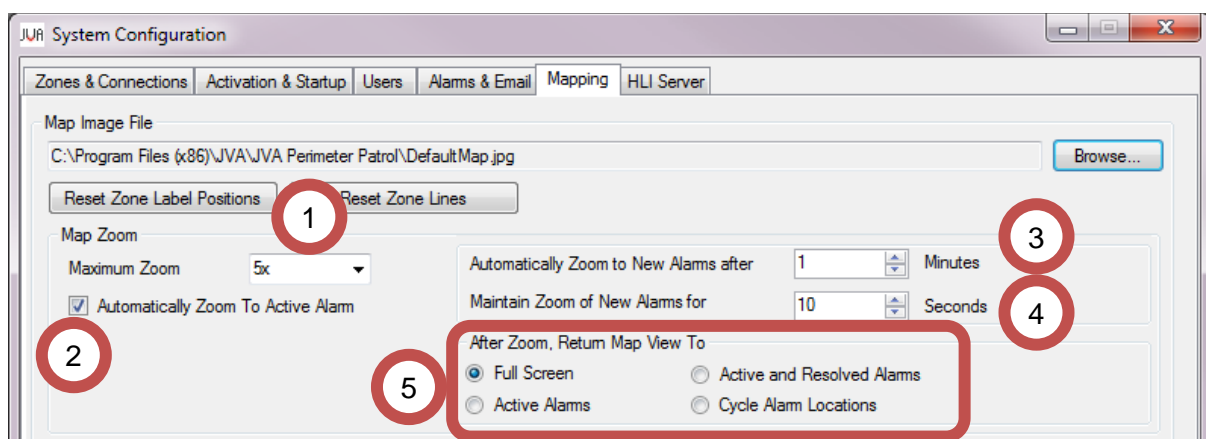 JVA System Configuration
Zones & Connections Activation & Startup Users Alarms & Email Mapping HLI Server
Map Image File
C:\Program Files (x86)\JVA\JVA Perimeter Patrol\DefaultMap.jpg Browse...
Reset Zone Label Positions Reset Zone Lines
1
Map Zoom
3
Maximum Zoom 5x Automatically Zoom to New Alarms after 1 Minutes
Automatically Zoom To Active Alarm Maintain Zoom of New Alarms for 10 Seconds
4
2
After Zoom, Return Map View To
5
Full Screen Active and Resolved Alarms
Active Alarms Cycle Alarm Locations